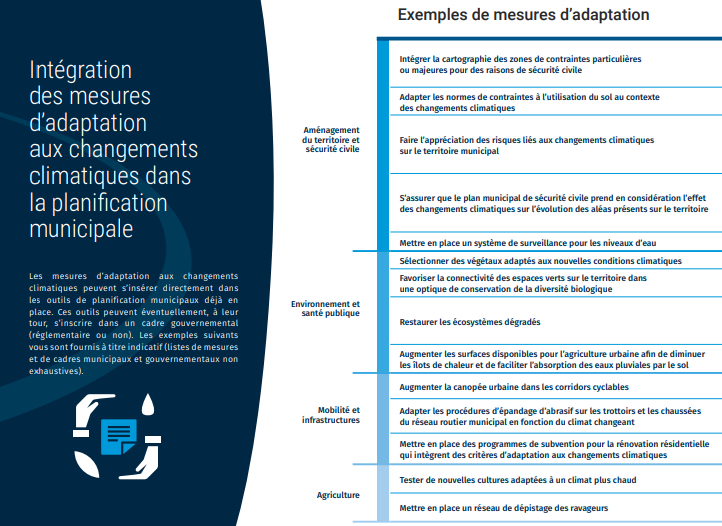 Intégration
des mesures
d’adaptation
aux changements
climatiques dans
la planification
municipale
Les mesures d’adaptation aux changements
climatiques peuvent s’insérer directement dans
les outils de planification municipaux déjà en
place. Ces outils peuvent éventuellement, à leur
tour, s’inscrire dans un cadre gouvernemental
(réglementaire ou non). Les exemples suivants
vous sont fournis à titre indicatif (listes de mesures
et de cadres municipaux et gouvernementaux non
exhaustives).
Exemples de mesures d’adaptation
Aménagement
du territoire et
sécurité civile
Intégrer la cartographie des zones de contraintes particulières
ou majeures pour des raisons de sécurité civile
Adapter les normes de contraintes à l’utilisation du sol au contexte
des changements climatiques
Faire l’appréciation des risques liés aux changements climatiques
sur le territoire municipal
S’assurer que le plan municipal de sécurité civile prend en considération l’effet
des changements climatiques sur l’évolution des aléas présents sur le territoire
Mettre en place un système de surveillance pour les niveaux d’eau
Environnement et
santé publique
Sélectionner des végétaux adaptés aux nouvelles conditions climatiques
Favoriser la connectivité des espaces verts sur le territoire dans
une optique de conservation de la diversité biologique
Restaurer les écosystèmes dégradés
Augmenter les surfaces disponibles pour l’agriculture urbaine afin de diminuer
les îlots de chaleur et de faciliter l’absorption des eaux pluviales par le sol
Mobilité et
infrastructures
Augmenter la canopée urbaine dans les corridors cyclables
Adapter les procédures d’épandage d’abrasif sur les trottoirs et les chaussées
du réseau routier municipal en fonction du climat changeant
Mettre en place des programmes de subvention pour la rénovation résidentielle
qui intègrent des critères d’adaptation aux changements climatiques
Agriculture
Tester de nouvelles cultures adaptées à un climat plus chaud
Mettre en place un réseau de dépistage des ravageurs